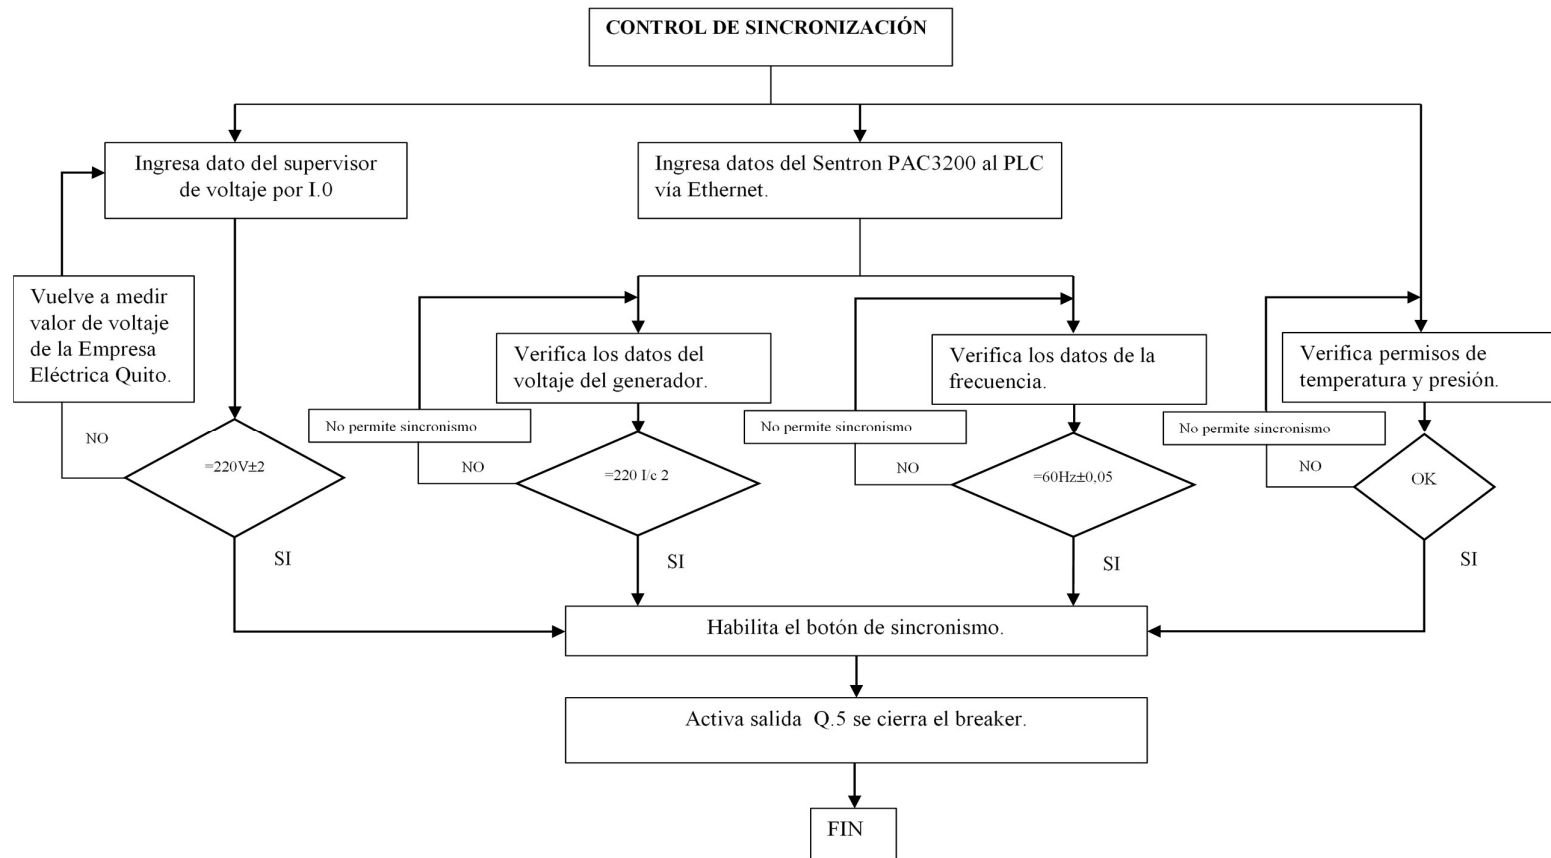 CONTROL DE SINCRONIZACIÓN
Ingresa dato del supervisor
de voltaje por I.0
Ingresa datos del Sentron PAC3200 al PLC
vía Ethernet.
Vuelve a medir
valor de voltaje
de la Empresa
Eléctrica Quito.
Verifica los datos del
voltaje del generador.
Verifica los datos de la
frecuencia.
Verifica permisos de
temperatura y presión.
No permite sincronismo
No permite sincronismo
No permite sincronismo
NO
=220V±2
NO
=220 I/c 2
NO
=60Hz±0,05
NO
OK
SI
SI
SI
SI
Habilita el botón de sincronismo.
Activa salida Q.5 se cierra el breaker.
FIN